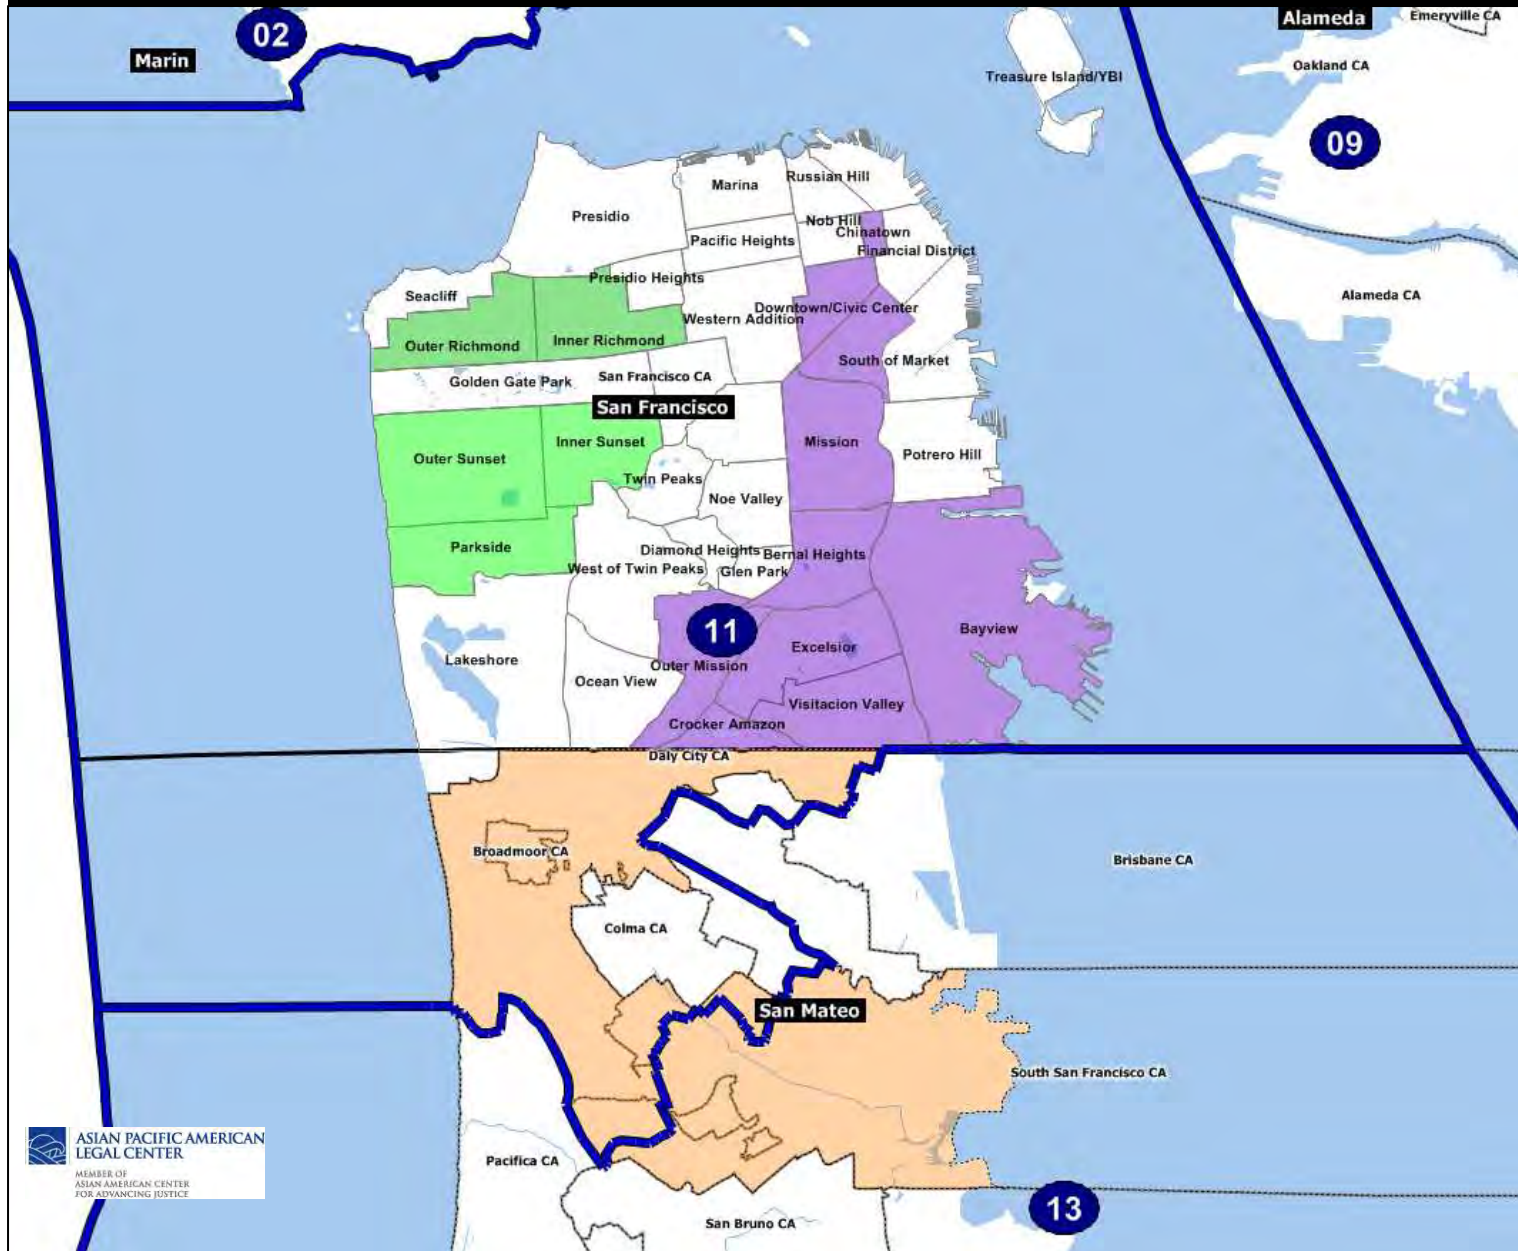 02
Alameda
Emeryville CA
Marin
Oakland CA
Treasure Island/YBI
09
Russian Hill
Marina
Presidio
Nob Hill
Chinatown
Pacific Heights
Financial District
Presidio Heights
Seacliff
Alameda CA
Downtown/Civic Center
Western Addition
Outer Richmond
Inner Richmond
South of Market
San Francisco CA
Golden Gate Park
San Francisco
Inner Sunset
Mission
Outer Sunset
Potrero Hill
Twin Peaks
Noe Valley
Parkside
Diamond Heights
Bernal Heights
West of Twin Peaks
Glen Park
11
Bayview
Excelsior
Lakeshore
Outer Mission
Ocean View
Visitacion Valley
Crocker Amazon
Daly City CA
Broadmoor CA
Brisbane CA
Colma CA
San Mateo
South San Francisco CA
ASIAN PACIFIC AMERICAN
LEGAL CENTER
MEMBER OF
ASIAN AMERICAN CENTER
FOR ADVANCING JUSTICE
Pacifica CA
13
San Bruno CA